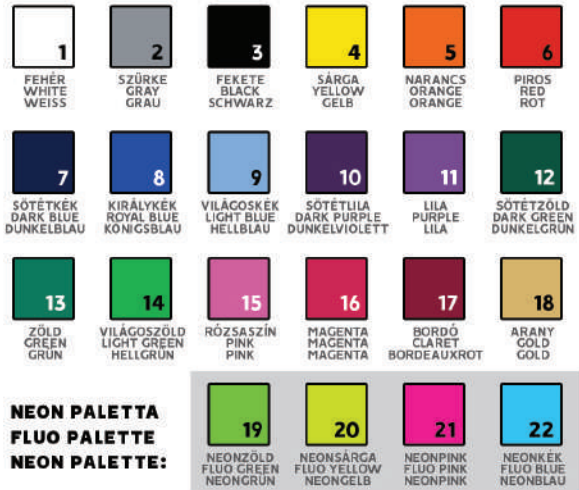 1
FEHÉR
WHITE
WEISS
2
SZÜRKE
GRAY
GRAU
3
FEKETE
BLACK
SCHWARZ
4
SÁRGA
YELLOW
GELB
5
NARANCS
ORANGE
ORANGE
6
PIROS
RED
ROT
7
SÖTÉTKÉK
DARK BLUE
DUNKELBLAU
8
KIRÁLYKÉK
ROYAL BLUE
KÖNIGSBLAU
9
VILÁGOSKÉK
LIGHT BLUE
HELLBLAU
10
SÖTÉTLILA
DARK PURPLE
DUNKELVIOLETT
11
LILA
PURPLE
LILA
12
SÖTÉTZÖLD
DARK GREEN
DUNKELGRÜN
13
ZÖLD
GREEN
GRÜN
14
VILÁGOSZÖLD
LIGHT GREEN
HELLGRÜN
15
RÓZSASZÍN
PINK
PINK
16
MAGENTA
MAGENTA
MAGENTA
17
BORDÓ
CLARET
BORDEAUXROT
18
ARANY
GOLD
GOLD
NEON PALETTA
FLUO PALETTE
NEON PALETTE:
19
NEONZÖLD
FLUO GREEN
NEONGRÜN
20
NEONSÁRGA
FLUO YELLOW
NEONGELB
21
NEONPINK
FLUO PINK
NEONPINK
22
NEONKÉK
FLUO BLUE
NEONBLAU